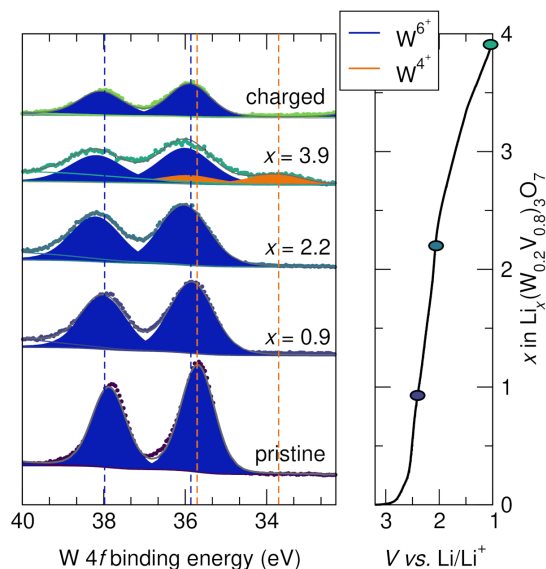 W⁶⁺
W⁴⁺
charged
x = 3.9
x = 2.2
x = 0.9
pristine
40 38 36 34
W 4f binding energy (eV)
4
3
2
1
0
x in Liₓ(W₀.₂V₀.₈)₃O₇
3 2 1
V vs. Li/Li⁺